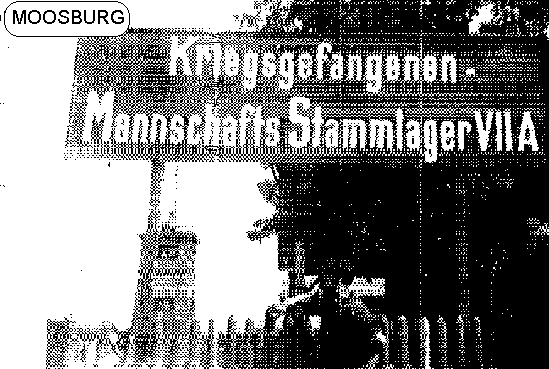 MOOSBURG
Kriegsgefangenen -
Mannschafts Stammlager VII A